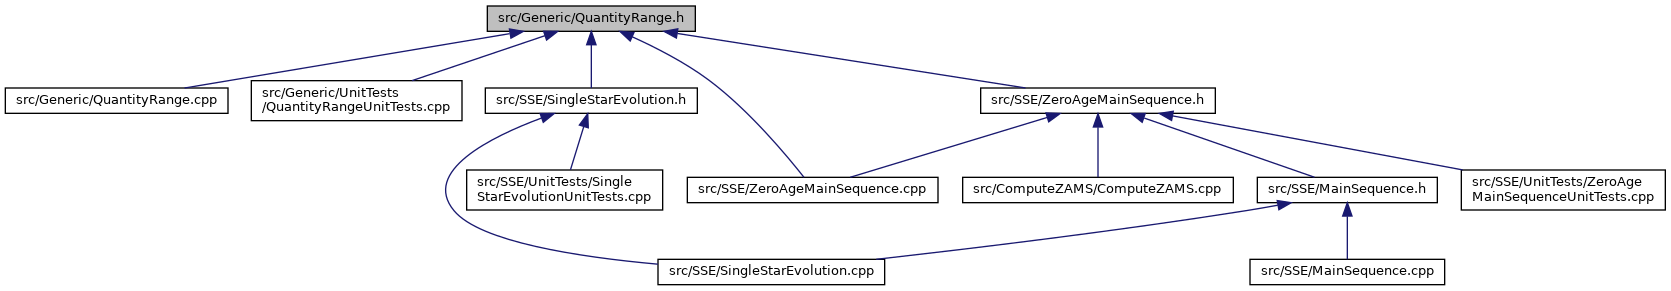 src/Generic/QuantityRange.h
src/Generic/QuantityRange.cpp
src/Generic/UnitTests
/QuantityRangeUnitTests.cpp
src/SSE/SingleStarEvolution.h
src/SSE/ZeroAgeMainSequence.h
src/SSE/UnitTests/Single
StarEvolutionUnitTests.cpp
src/SSE/ZeroAgeMainSequence.cpp
src/ComputeZAMS/ComputeZAMS.cpp
src/SSE/MainSequence.h
src/SSE/UnitTests/ZeroAge
MainSequenceUnitTests.cpp
src/SSE/SingleStarEvolution.cpp
src/SSE/MainSequence.cpp